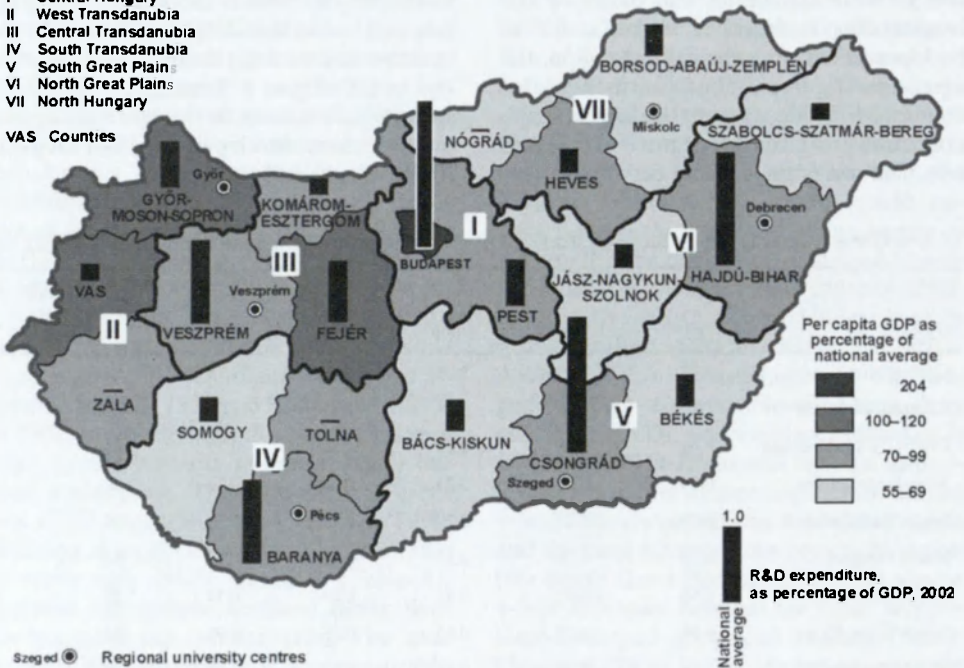 I Central Hungary
II West Transdanubia
III Central Transdanubia
IV South Transdanubia
V South Great Plains
VI North Great Plains
VII North Hungary
VAS Counties
BORSOD-ABAÚJ-ZEMPLÉN
VII
Miskolc
NÓGRÁD
SZABOLCS-SZATMÁR-BEREG
HEVES
Győr
GYŐR-
MOSON-SOPRON
KOMÁROM-
ESZTERGOM
I
Debrecen
BUDAPEST
VI
HAJDÚ-BIHAR
III
JÁSZ-NAGYKUN-
SZOLNOK
VAS
Veszprém
VESZPRÉM
FEJÉR
PEST
II
Per capita GDP as
percentage of
national average
204
100–120
70–99
55–69
ZALA
SOMOGY
TOLNA
BÁCS-KISKUN
V
BÉKÉS
IV
CSONGRÁD
Szeged
Pécs
BARANYA
1.0
R&D expenditure,
as percentage of GDP, 2002
National
average
Szeged Regional university centres